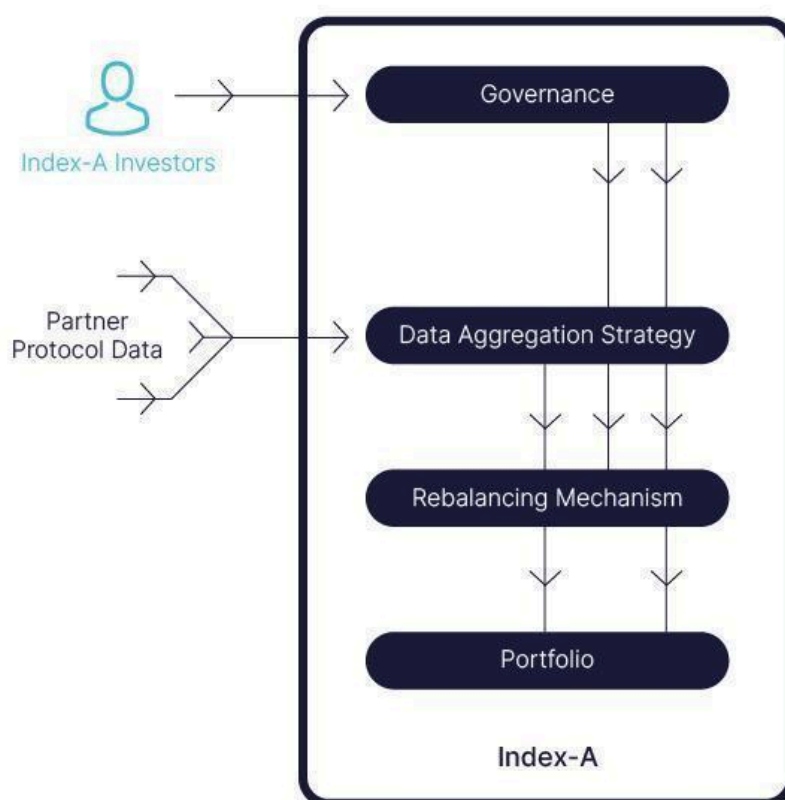 Governance
Index-A Investors
Partner
Protocol Data
Data Aggregation Strategy
Rebalancing Mechanism
Portfolio
Index-A